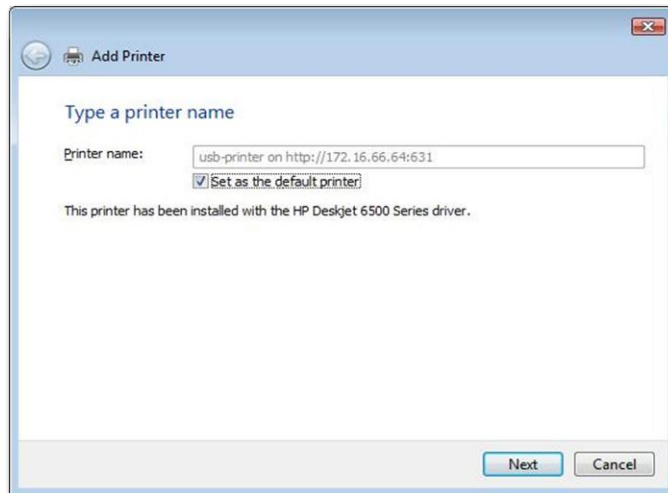 Add Printer
Type a printer name
Printer name:
usb-printer on http://172.16.66.64:631
Set as the default printer
This printer has been installed with the HP Deskjet 6500 Series driver.
Next Cancel